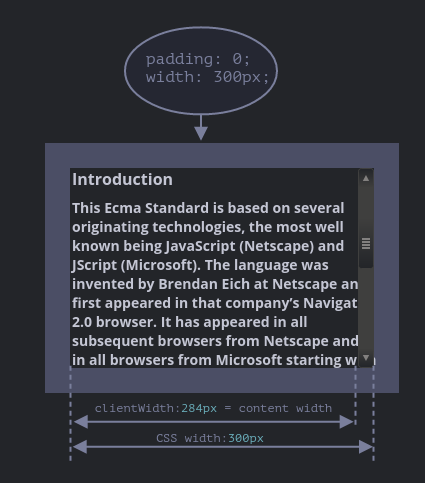 padding: 0;
width: 300px;
Introduction
This Ecma Standard is based on several
originating technologies, the most well
known being JavaScript (Netscape) and
JScript (Microsoft). The language was
invented by Brendan Eich at Netscape an
first appeared in that company’s Navigat
2.0 browser. It has appeared in all
subsequent browsers from Netscape and
in all browsers from Microsoft starting w
clientWidth:284px = content width
CSS width:300px